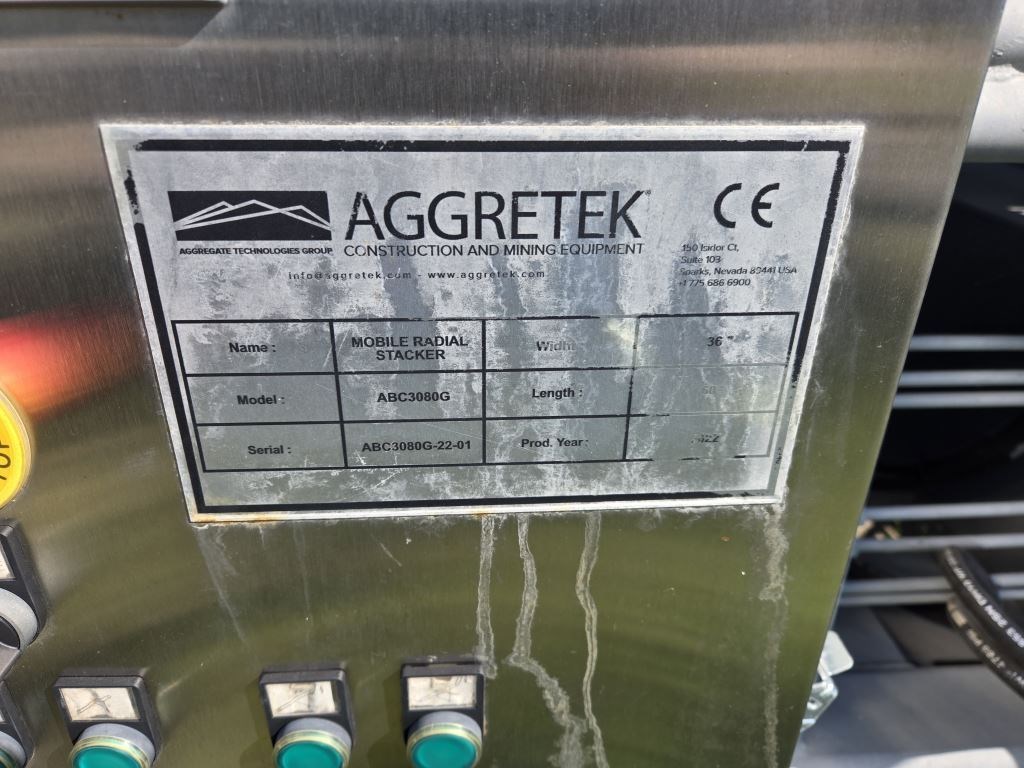 AGGRETEK
CONSTRUCTION AND MINING EQUIPMENT
AGGREGATE TECHNOLOGIES GROUP
info@aggretek.com - www.aggretek.com
CE
150 Isidor Ct,
Suite 103
Sparks, Nevada 89441 USA
+1 775 686 6900
Name : MOBILE RADIAL STACKER Width 36
Model : ABC3080G Length :
Serial : ABC3080G-22-01 Prod. Year :